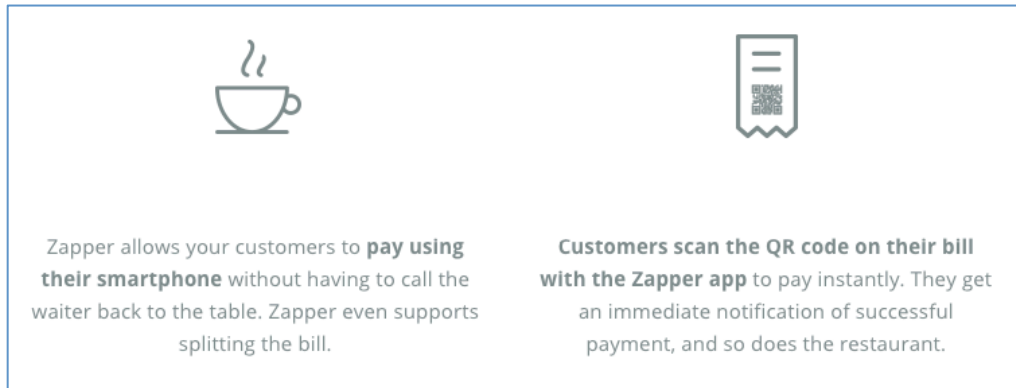 Zapper allows your customers to pay using
their smartphone without having to call the
waiter back to the table. Zapper even supports
splitting the bill.
Customers scan the QR code on their bill
with the Zapper app to pay instantly. They get
an immediate notification of successful
payment, and so does the restaurant.